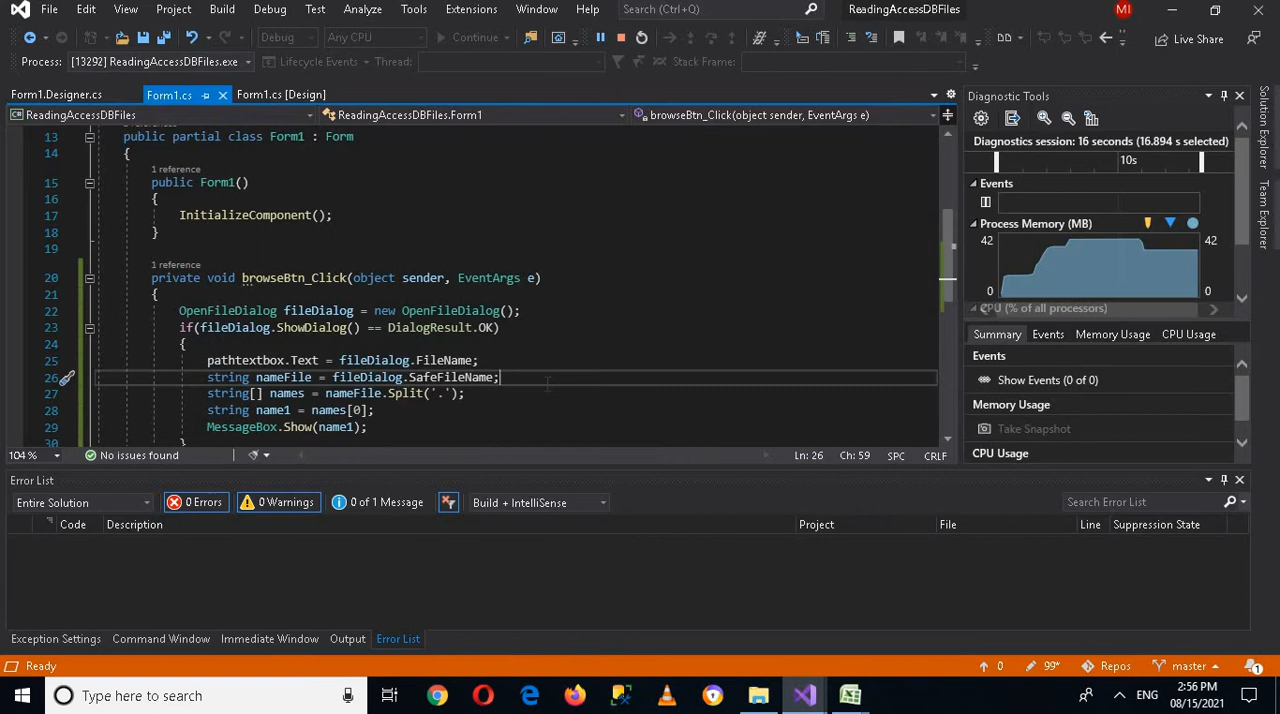 File Edit View Project Build Debug Test Analyze Tools Extensions Window Help Search (Ctrl+Q) ReadingAccessDBFiles MI
Debug Any CPU Continue Live Share
Process: [13292] ReadingAccessDBFiles.exe Lifecycle Events Thread: Stack Frame:
Form1.Designer.cs Form1.cs Form1.cs [Design]
ReadingAccessDBFiles ReadingAccessDBFiles.Form1 browseBtn_Click(object sender, EventArgs e)
13 public partial class Form1 : Form
14 {
1 reference
15 public Form1()
16 {
17 InitializeComponent();
18 }
19
1 reference
20 private void browseBtn_Click(object sender, EventArgs e)
21 {
22 OpenFileDialog fileDialog = new OpenFileDialog();
23 if(fileDialog.ShowDialog() == DialogResult.OK)
24 {
25 pathtextbox.Text = fileDialog.FileName;
26 string nameFile = fileDialog.SafeFileName;
27 string[] names = nameFile.Split('.');
28 string name1 = names[0];
29 MessageBox.Show(name1);
30 }
104 % No issues found Ln: 26 Ch: 59 SPC CRLF
Diagnostic Tools
Diagnostics session: 16 seconds (16.894 s selected)
10s
Events
Process Memory (MB)
42 42
0 0
CPU (% of all processors)
Summary Events Memory Usage CPU Usage
Events
Show Events (0 of 0)
Memory Usage
Take Snapshot
CPU Usage
Solution Explorer
Team Explorer
Error List
Entire Solution 0 Errors 0 Warnings 0 of 1 Message Build + IntelliSense Search Error List
Code Description Project File Line Suppression State
Exception Settings Command Window Immediate Window Output Error List
Ready 0 99* Repos master 1
Type here to search ENG 2:56 PM
08/15/2021